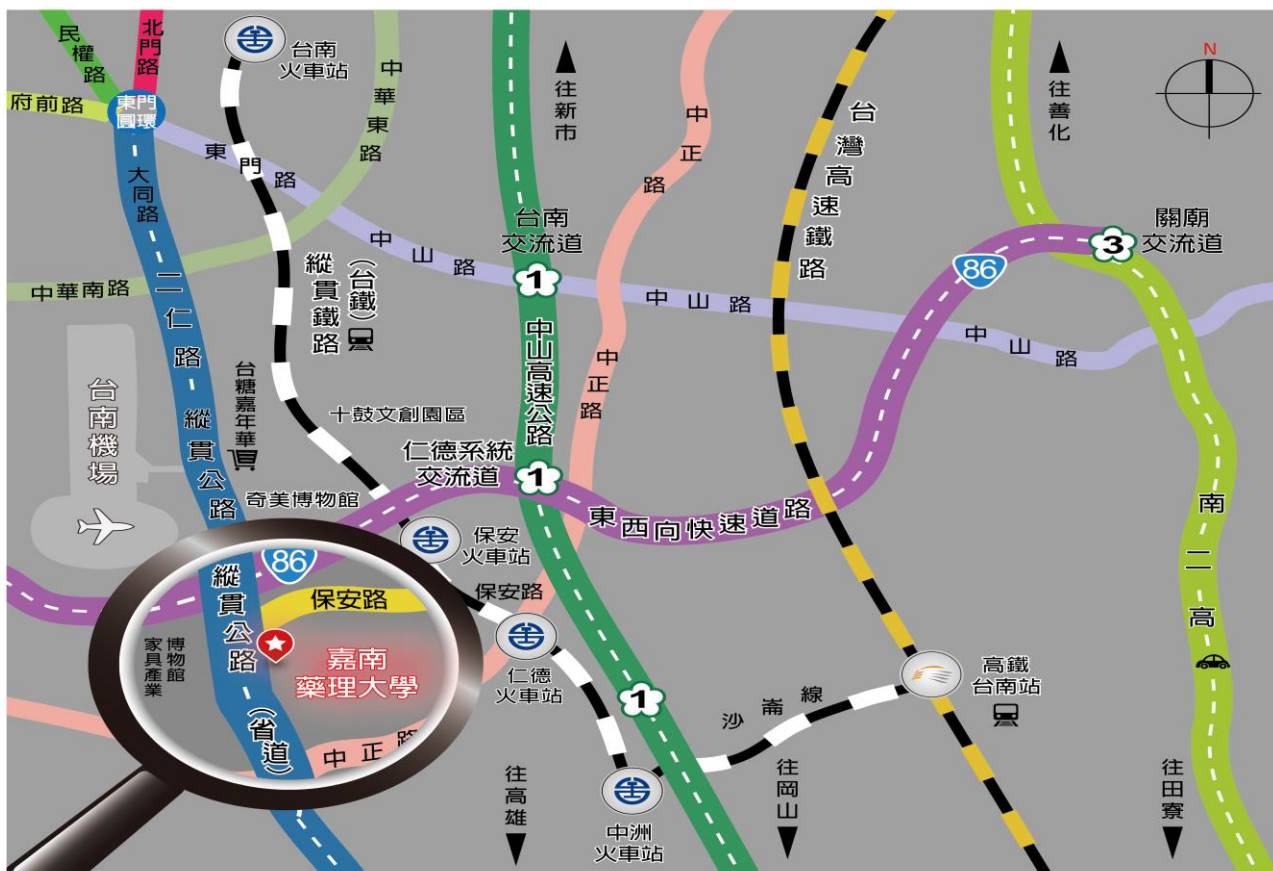 民權路
北門路
台南
火車站
中華東路
往新市
中正路
台灣高速鐵路
往善化
N
府前路
東門
圓環
東門路
大同路
台南
交流道
1
關廟
交流道
3
86
中山路
中山路
中山路
中華南路
二仁路
縱貫鐵路
(台鐵)
中山高速公路
中正路
台糖嘉年華
台南機場
縱貫公路
十鼓文創園區
仁德系統
交流道
1
奇美博物館
東西向快速道路
南二高
保安
火車站
86
縱貫公路
(省道)
保安路
保安路
仁德
火車站
家具產業
博物館
嘉南
藥理大學
中正路
1
沙崙線
高鐵
台南站
往高雄
中洲
火車站
往岡山
往田寮